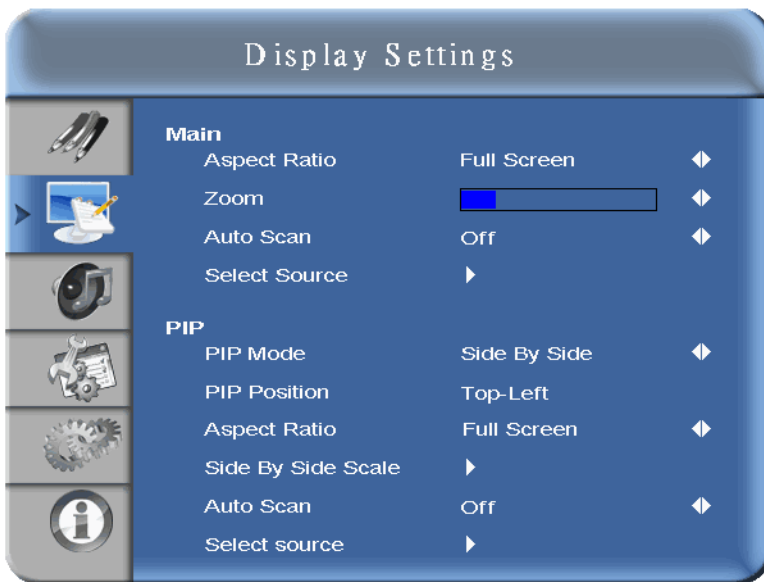 Display Settings
Main
Aspect Ratio Full Screen
Zoom
Auto Scan Off
Select Source
PIP
PIP Mode Side By Side
PIP Position Top-Left
Aspect Ratio Full Screen
Side By Side Scale
Auto Scan Off
Select source